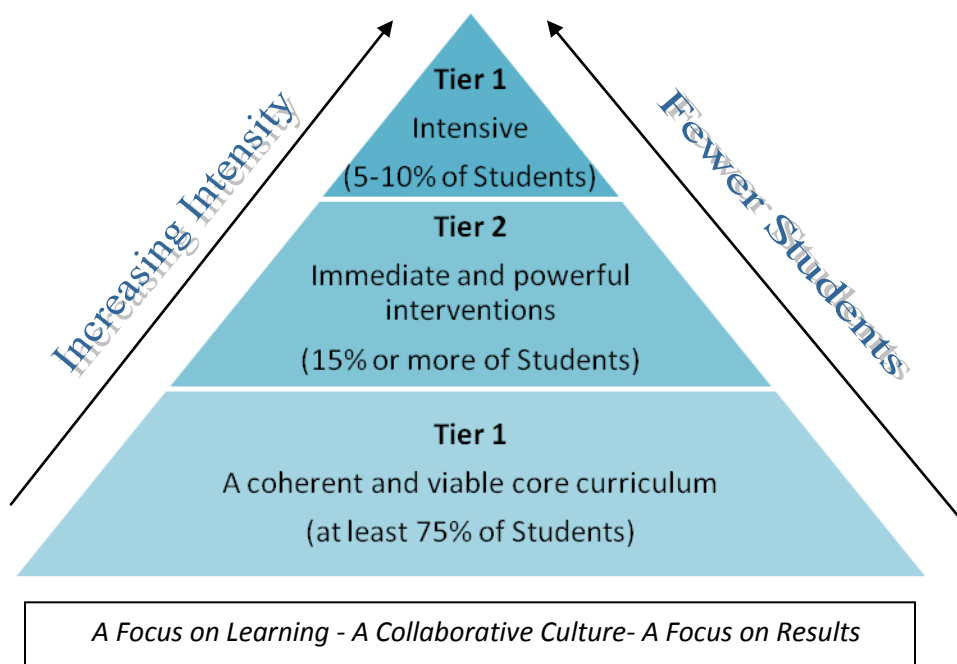 Tier 1
Intensive
(5-10% of Students)
Increasing Intensity
Fewer Students
Tier 2
Immediate and powerful
interventions
(15% or more of Students)
Tier 1
A coherent and viable core curriculum
(at least 75% of Students)
A Focus on Learning - A Collaborative Culture- A Focus on Results